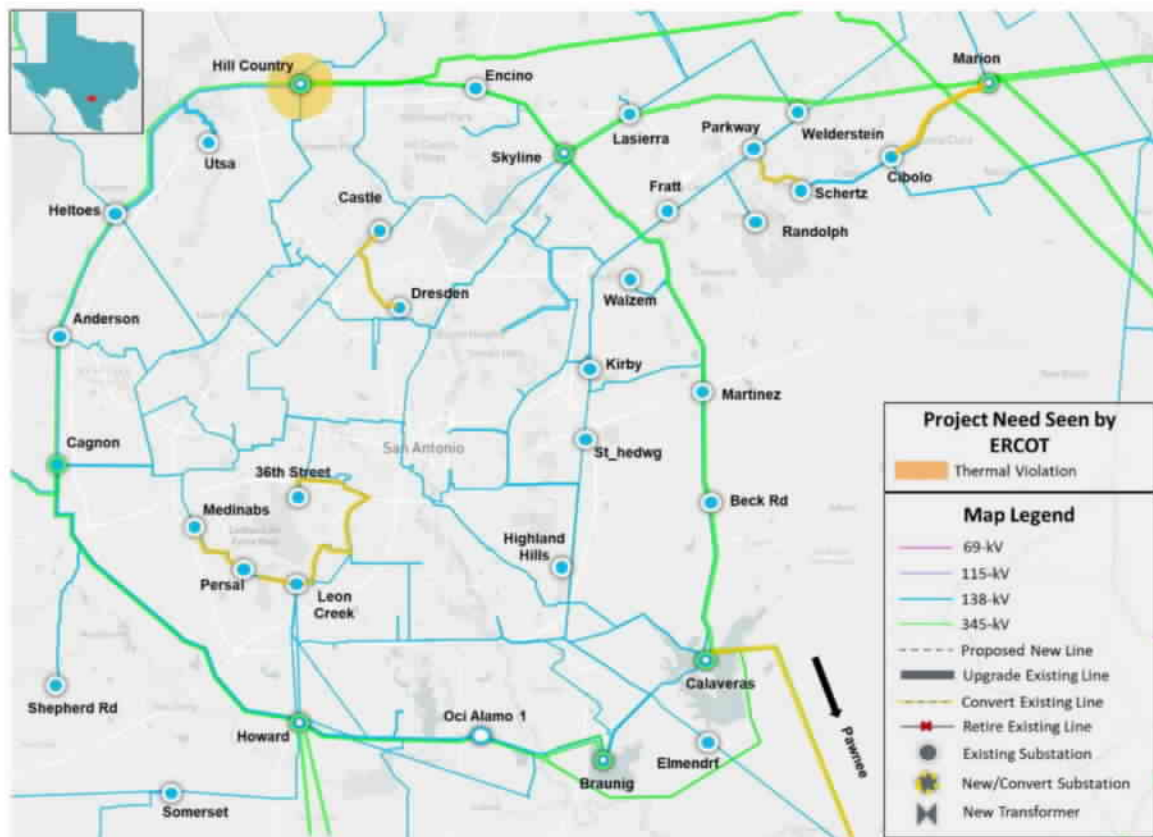 Hill Country
Encino
Marion
Utsa
Lasierra
Parkway
Welderstein
Skyline
Cibolo
Schertz
Fratt
Castle
Heltoes
Randolph
Dresden
Walzem
Anderson
Kirby
Martinez
Cagnon
San Antonio
St_hedwg
36th Street
Medinabs
Beck Rd
Highland
Hills
Persal
Leon
Creek
Calaveras
Shepherd Rd
Howard
Oci Alamo 1
Pawnee
Braunig
Elmendrf
Somerset
Project Need Seen by
ERCOT
Thermal Violation
Map Legend
69-kV
115-kV
138-kV
345-kV
Proposed New Line
Upgrade Existing Line
Convert Existing Line
Retire Existing Line
Existing Substation
New/Convert Substation
New Transformer